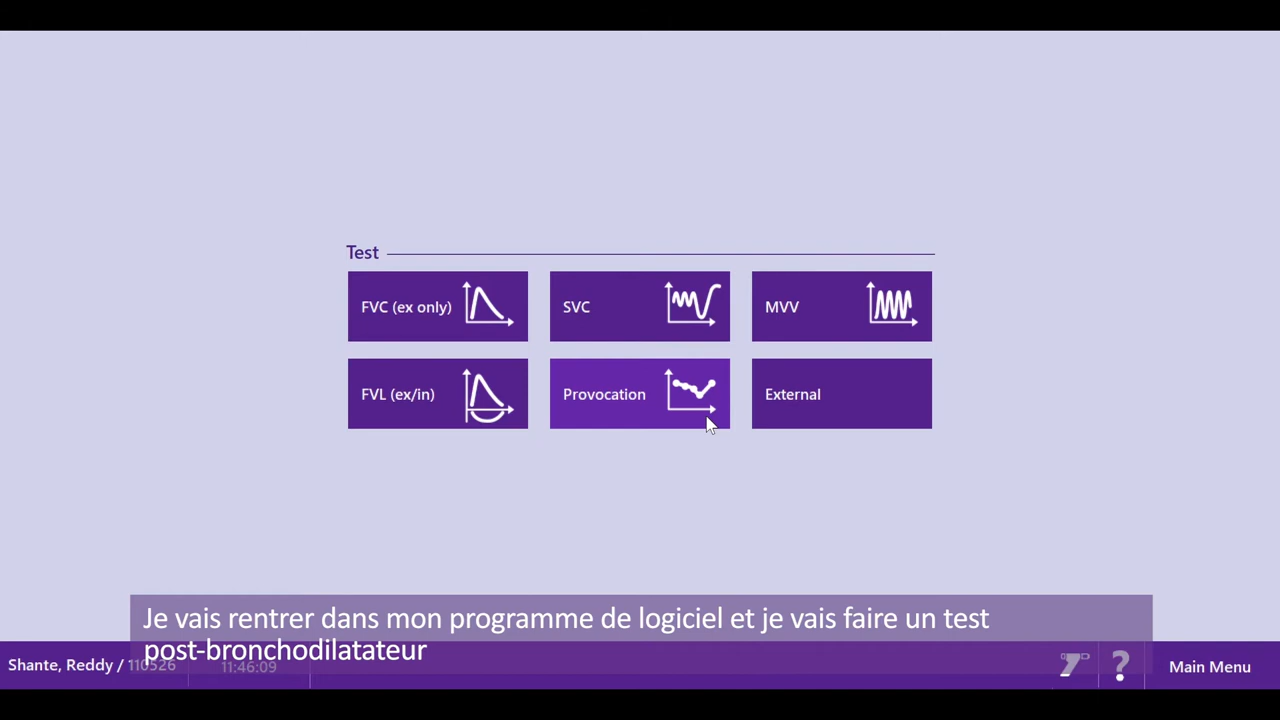 Test
FVC (ex only)
SVC
MVV
FVL (ex/in)
Provocation
External
Je vais rentrer dans mon programme de logiciel et je vais faire un test
post-bronchodilatateur
Shante, Reddy / 110526
11:46:09
?
Main Menu